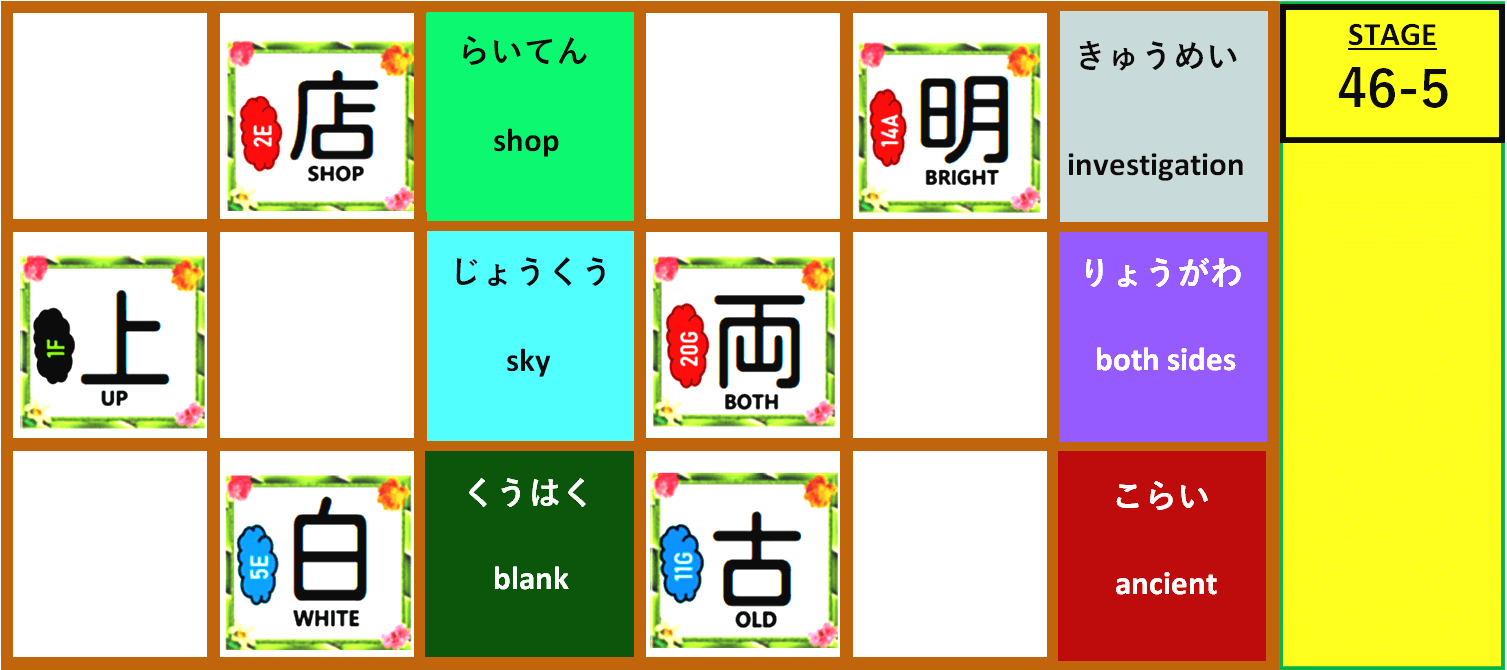 2E
店
SHOP
らいてん
shop
14A
明
BRIGHT
きゅうめい
investigation
STAGE
46-5
1F
上
UP
じょうくう
sky
20G
両
BOTH
りょうがわ
both sides
5E
白
WHITE
くうはく
blank
11G
古
OLD
こらい
ancient